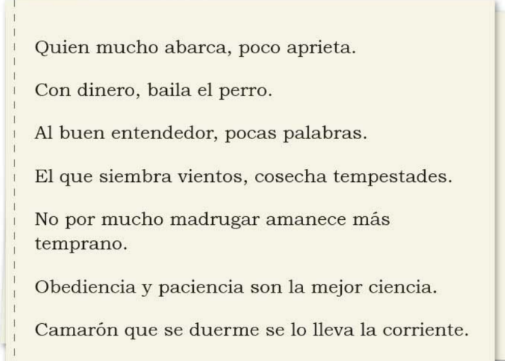 Quien mucho abarca, poco aprieta.
Con dinero, baila el perro.
Al buen entendedor, pocas palabras.
El que siembra vientos, cosecha tempestades.
No por mucho madrugar amanece más
temprano.
Obediencia y paciencia son la mejor ciencia.
Camarón que se duerme se lo lleva la corriente.